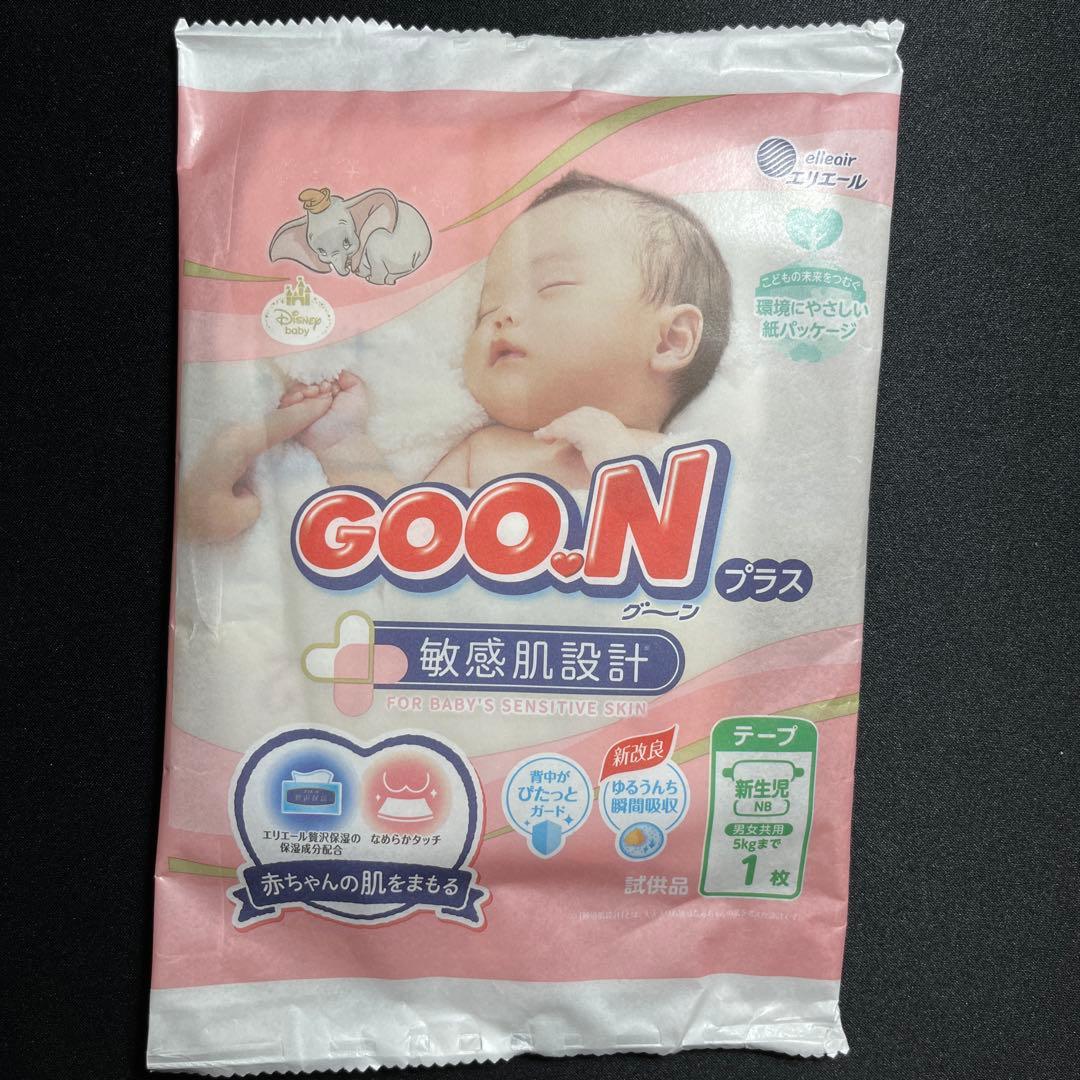 elleair
エリエール
こどもの未来をつむぐ
環境にやさしい
紙パッケージ
Disney
baby
GOO.N
グ〜ン
プラス
敏感肌設計
FOR BABY'S SENSITIVE SKIN
エリエール贅沢保湿の
保湿成分配合
なめらかタッチ
赤ちゃんの肌をまもる
背中が
ぴたっと
ガード
新改良
ゆるうんち
瞬間吸収
テープ
新生児
NB
男女共用
5kgまで
1枚
試供品